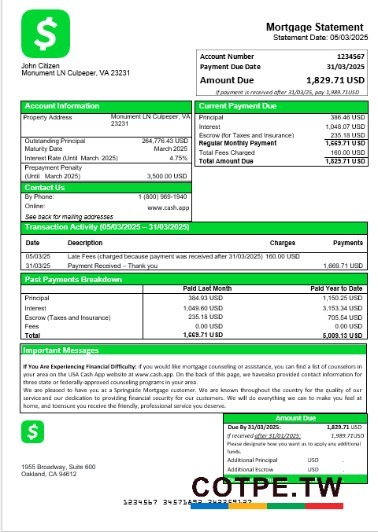 Mortgage Statement
Statement Date: 05/03/2025
John Citizen
Monument LN Culpeper, VA 23231
Account Number 1234567
Payment Due Date 31/03/2025
Amount Due 1,829.71 USD
If payment is received after 31/03/25, pay 1,989.71USD
Account Information
Property Address Monument LN Culpeper, VA 23231
Outstanding Principal 264,776.43 USD
Maturity Date March 2025
Interest Rate (Until March 2025) 4.75%
Prepayment Penalty
(Until March 2025) 3,500.00 USD
Contact Us
By Phone: 1 (800) 969-1940
Online: www.cash.app
See back for mailing addresses
Current Payment Due
Principal 386.46 USD
Interest 1,048.07 USD
Escrow (for Taxes and Insurance) 235.18 USD
Regular Monthly Payment 1,669.71 USD
Total Fees Charged 160.00 USD
Total Amount Due 1,829.71 USD
Transaction Activity (05/03/2025 – 31/03/2025)
Date Description Charges Payments
05/03/25 Late Fees (charged because payment was received after 31/03/2025) 160.00 USD
31/03/25 Payment Received – Thank you 1,669.71 USD
Past Payments Breakdown
Paid Last Month Paid Year to Date
Principal 384.93 USD 1,150.25 USD
Interest 1,049.60 USD 3,153.34 USD
Escrow (Taxes and Insurance) 235.18 USD 705.54 USD
Fees 0.00 USD 0.00 USD
Total 1,669.71 USD 5,009.13 USD
Important Messages
If You Are Experiencing Financial Difficulty: if you would like mortgage counseling or assistance, you can find a list of counselors in
your area on the USA Cash App website at www.cash.app. On the back of this page, we havealso provided contact information for
three state or federally-approved counseling programs in your area.
We are pleased to have you as a Springside Mortgage customer. We are known throughout the country for the quality of our
service and our dedication to providing financial security for our customers. We will do everything we can to make you feel at
home, and to ensure you receive the friendly, professional service you deserve.
Amount Due
Due By 31/03/2025: 1,829.71 USD
If received after 31/03/2025: 1,989.71USD
Please designate how you want us to apply any additional
funds.
Additional Principal USD
Additional Escrow USD
1955 Broadway, Suite 600
Oakland, CA 94612
COTPE.TW